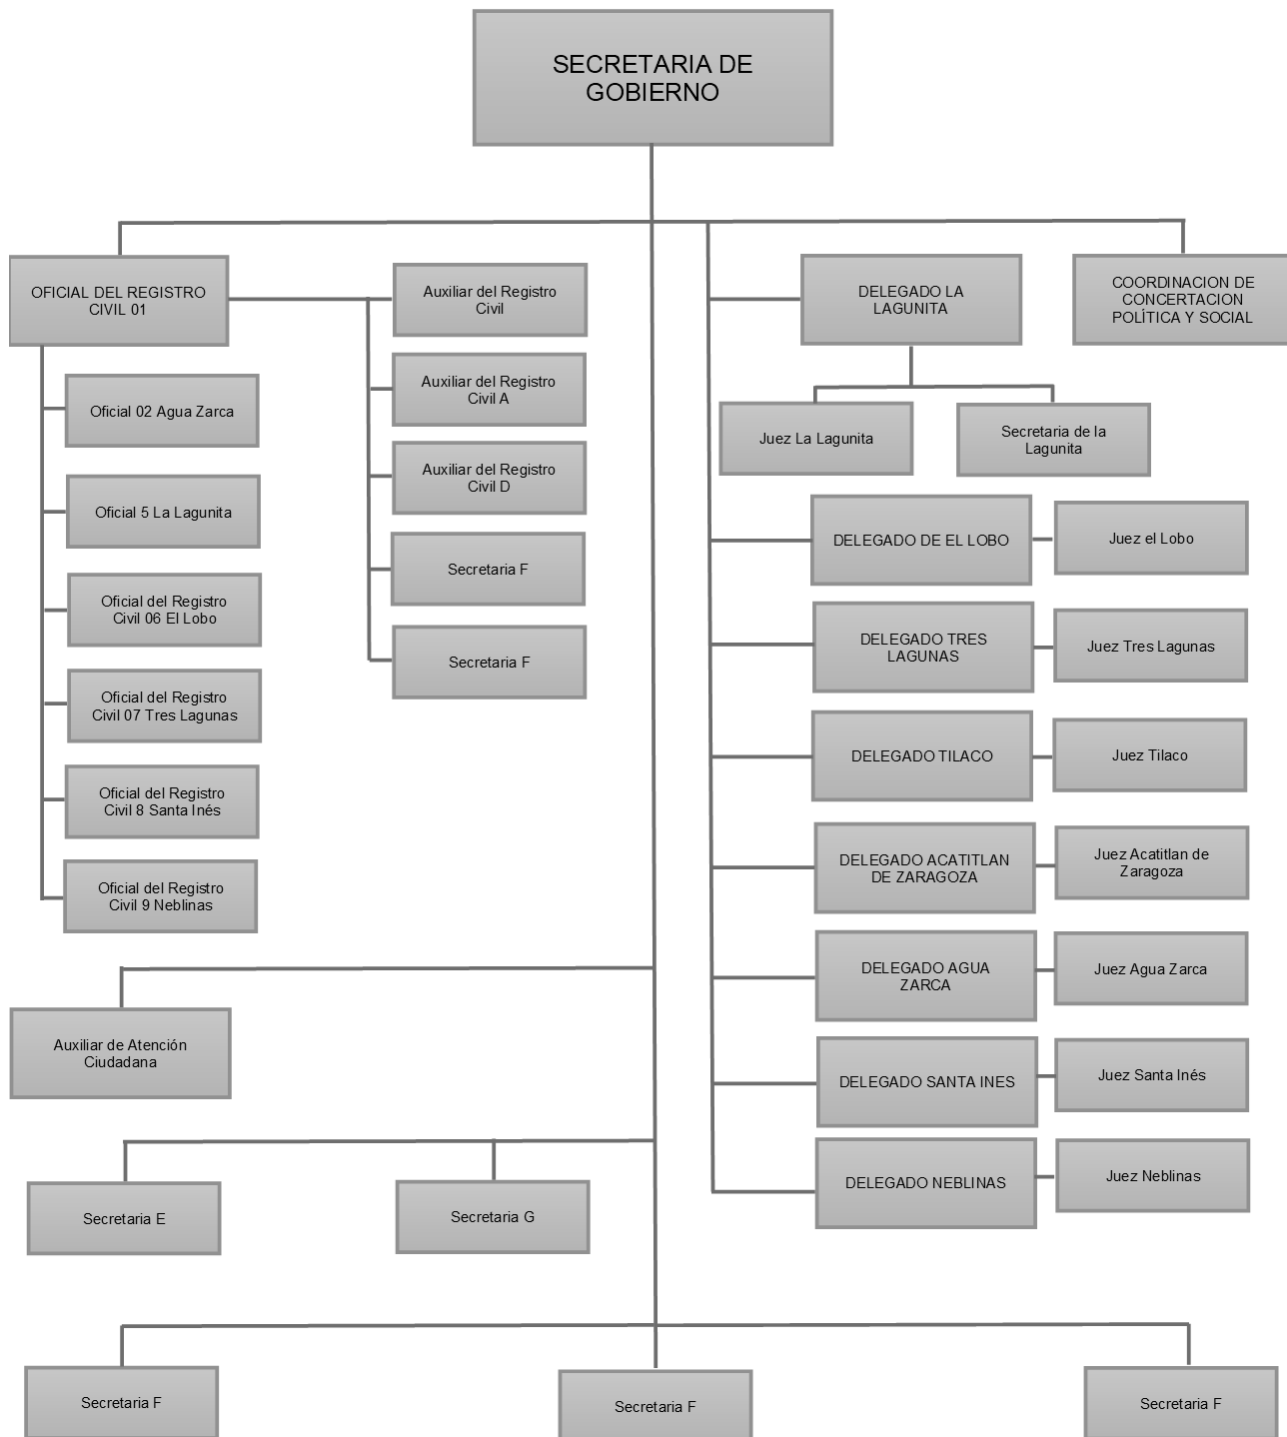 SECRETARIA DE
GOBIERNO
OFICIAL DEL REGISTRO
CIVIL 01
Auxiliar del Registro
Civil
DELEGADO LA
LAGUNITA
COORDINACION DE
CONCERTACION
POLÍTICA Y SOCIAL
Oficial 02 Agua Zarca
Auxiliar del Registro
Civil A
Juez La Lagunita
Secretaria de la
Lagunita
Oficial 5 La Lagunita
Auxiliar del Registro
Civil D
DELEGADO DE EL LOBO
Juez el Lobo
Oficial del Registro
Civil 06 El Lobo
Secretaria F
DELEGADO TRES
LAGUNAS
Juez Tres Lagunas
Oficial del Registro
Civil 07 Tres Lagunas
Secretaria F
DELEGADO TILACO
Juez Tilaco
Oficial del Registro
Civil 8 Santa Inés
DELEGADO ACATITLAN
DE ZARAGOZA
Juez Acatitlan de
Zaragoza
Oficial del Registro
Civil 9 Neblinas
DELEGADO AGUA
ZARCA
Juez Agua Zarca
Auxiliar de Atención
Ciudadana
DELEGADO SANTA INES
Juez Santa Inés
DELEGADO NEBLINAS
Juez Neblinas
Secretaria E
Secretaria G
Secretaria F
Secretaria F
Secretaria F